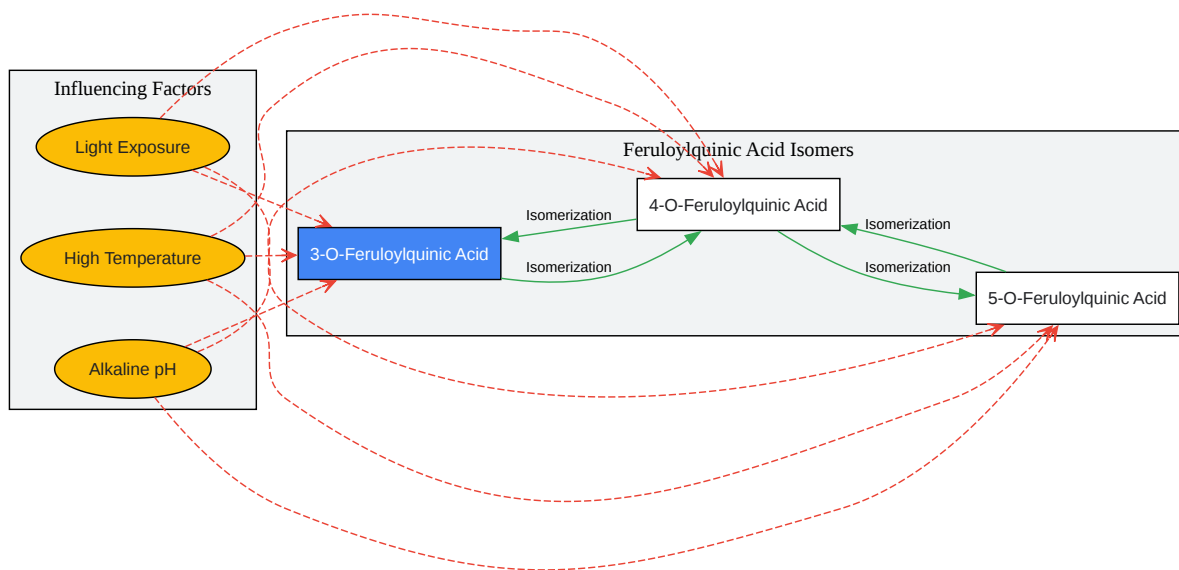 Influencing Factors
Light Exposure
High Temperature
Alkaline pH
Feruloylquinic Acid Isomers
3-O-Feruloylquinic Acid
4-O-Feruloylquinic Acid
5-O-Feruloylquinic Acid
Isomerization
Isomerization
Isomerization
Isomerization